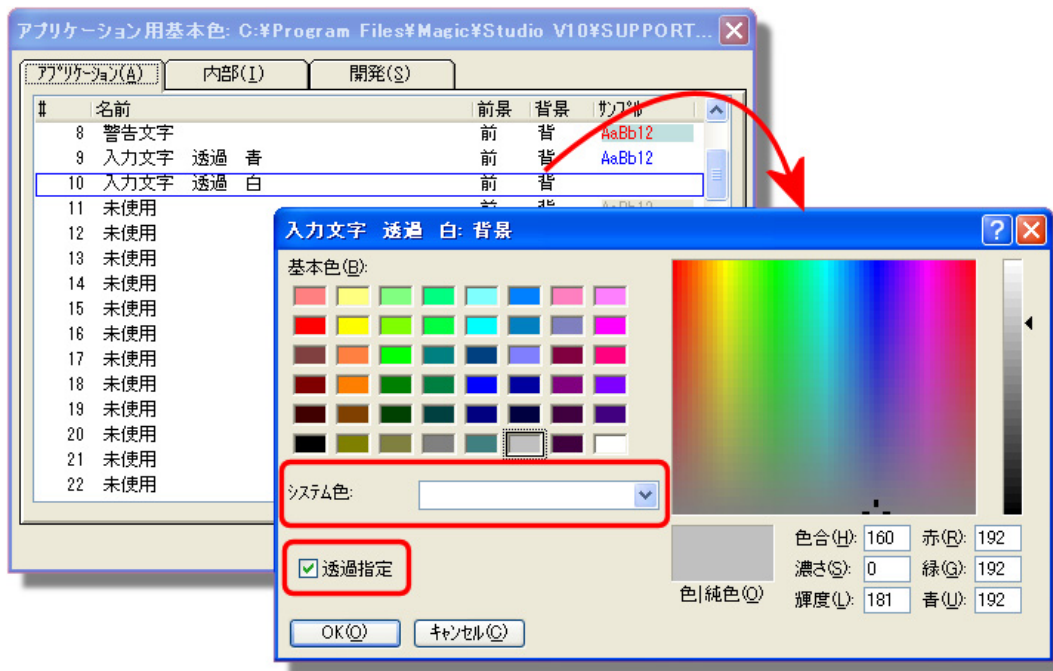 アプリケーション用基本色: C:¥Program Files¥Magic¥Studio V10¥SUPPORT...
アプリケーション(A) 内部(I) 開発(S)
# 名前 前景 背景 サンプル
8 警告文字 前 背 AaBb12
9 入力文字 透過 青 前 背 AaBb12
10 入力文字 透過 白 前 背
11 未使用 前 背 AaBb12
12 未使用
13 未使用
14 未使用
15 未使用
16 未使用
17 未使用
18 未使用
19 未使用
20 未使用
21 未使用
22 未使用
入力文字 透過 白: 背景
基本色(B):
システム色:
透過指定
OK(O) キャンセル(C)
色|純色(O)
色合(H): 160 赤(R): 192
濃さ(S): 0 緑(G): 192
輝度(L): 181 青(U): 192